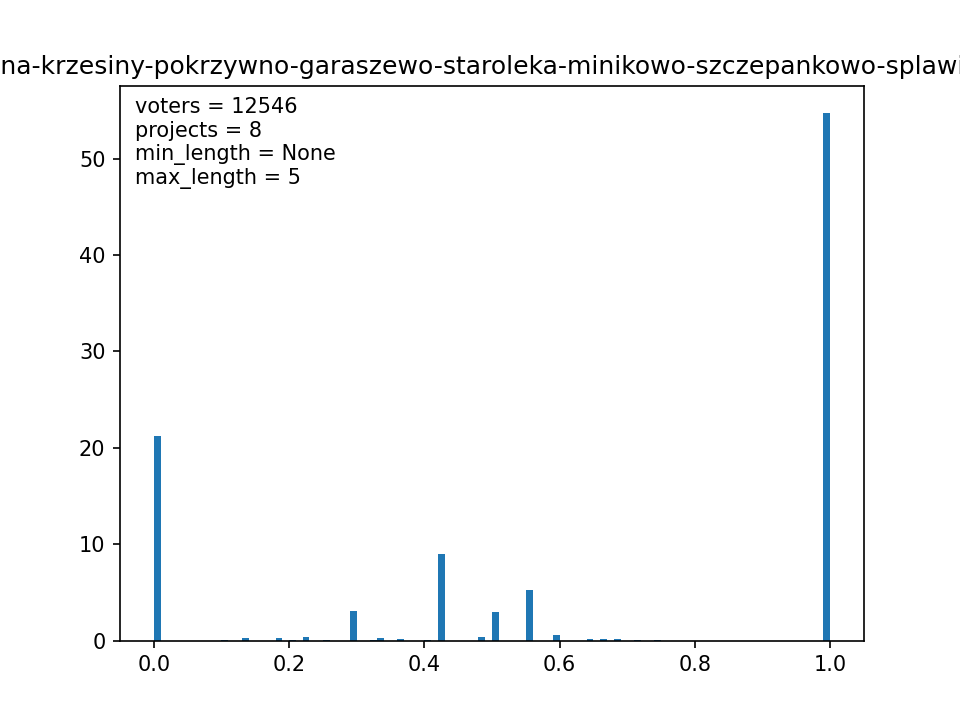 na-krzesiny-pokrzywno-garaszewo-staroleka-minikowo-szczepankowo-splawi
voters = 12546
projects = 8
min_length = None
max_length = 5
50
40
30
20
10
0
0.0 0.2 0.4 0.6 0.8 1.0